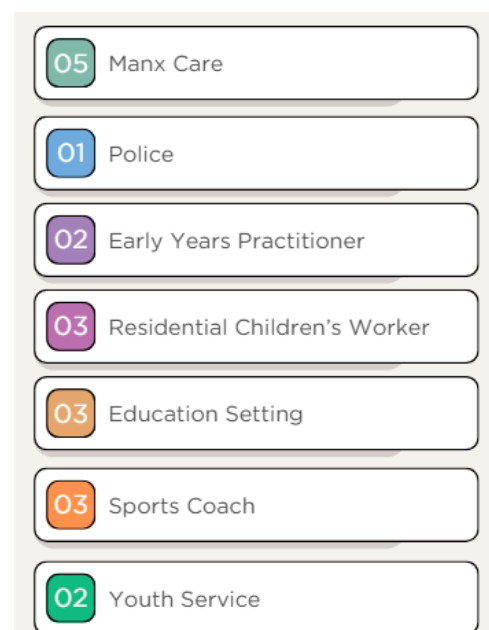 05 Manx Care
01 Police
02 Early Years Practitioner
03 Residential Children's Worker
03 Education Setting
03 Sports Coach
02 Youth Service